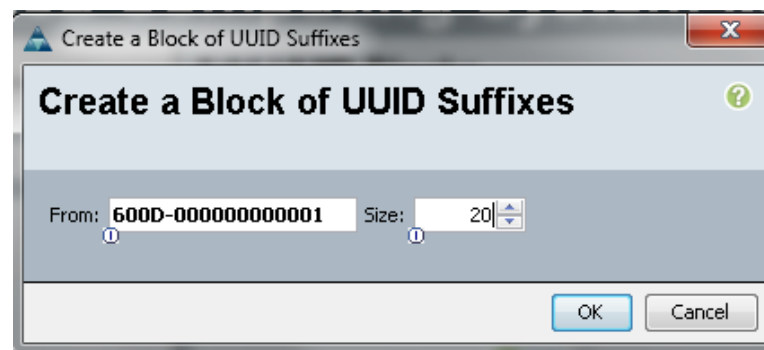 Create a Block of UUID Suffixes
Create a Block of UUID Suffixes
From: 600D-000000000001 Size: 20
OK Cancel